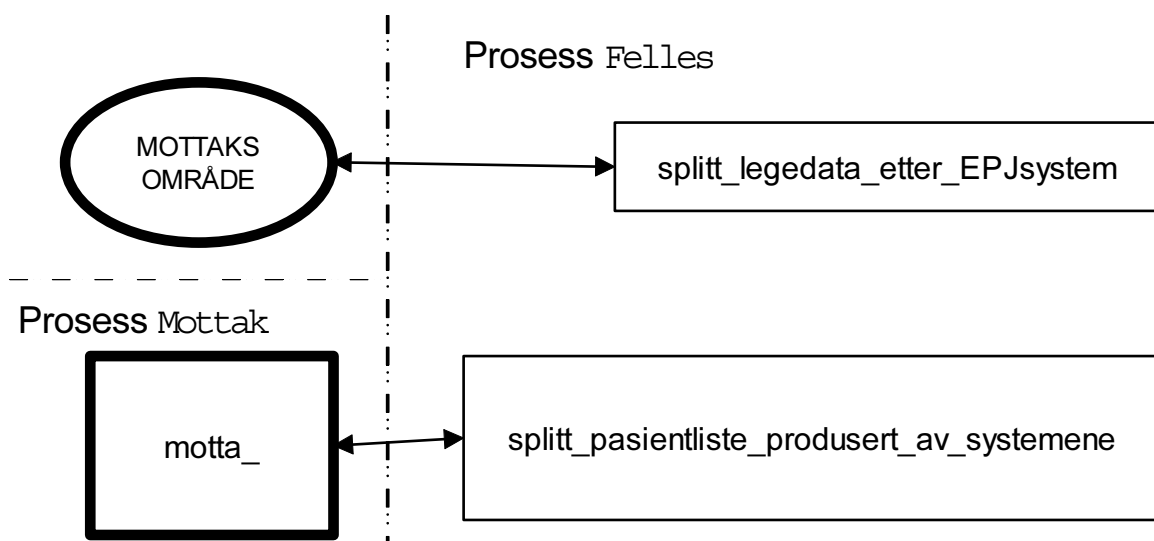 Prosess Felles
MOTTAKS
OMRÅDE
splitt_legedata_etter_EPJsystem
Prosess Mottak
motta_
splitt_pasientliste_produsert_av_systemene